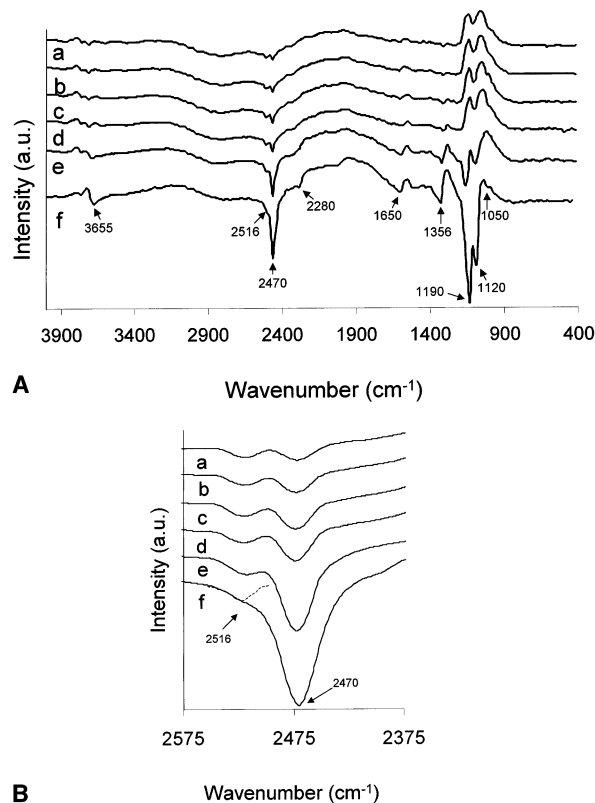 a
b
c
d
e
f
Intensity (a.u.)
3655
2516
2470
2280
1650
1356
1050
1190
1120
3900 3400 2900 2400 1900 1400 900 400
A
Wavenumber (cm-1)
a
b
c
d
e
f
Intensity (a.u.)
2516
2470
2575 2475 2375
B
Wavenumber (cm-1)